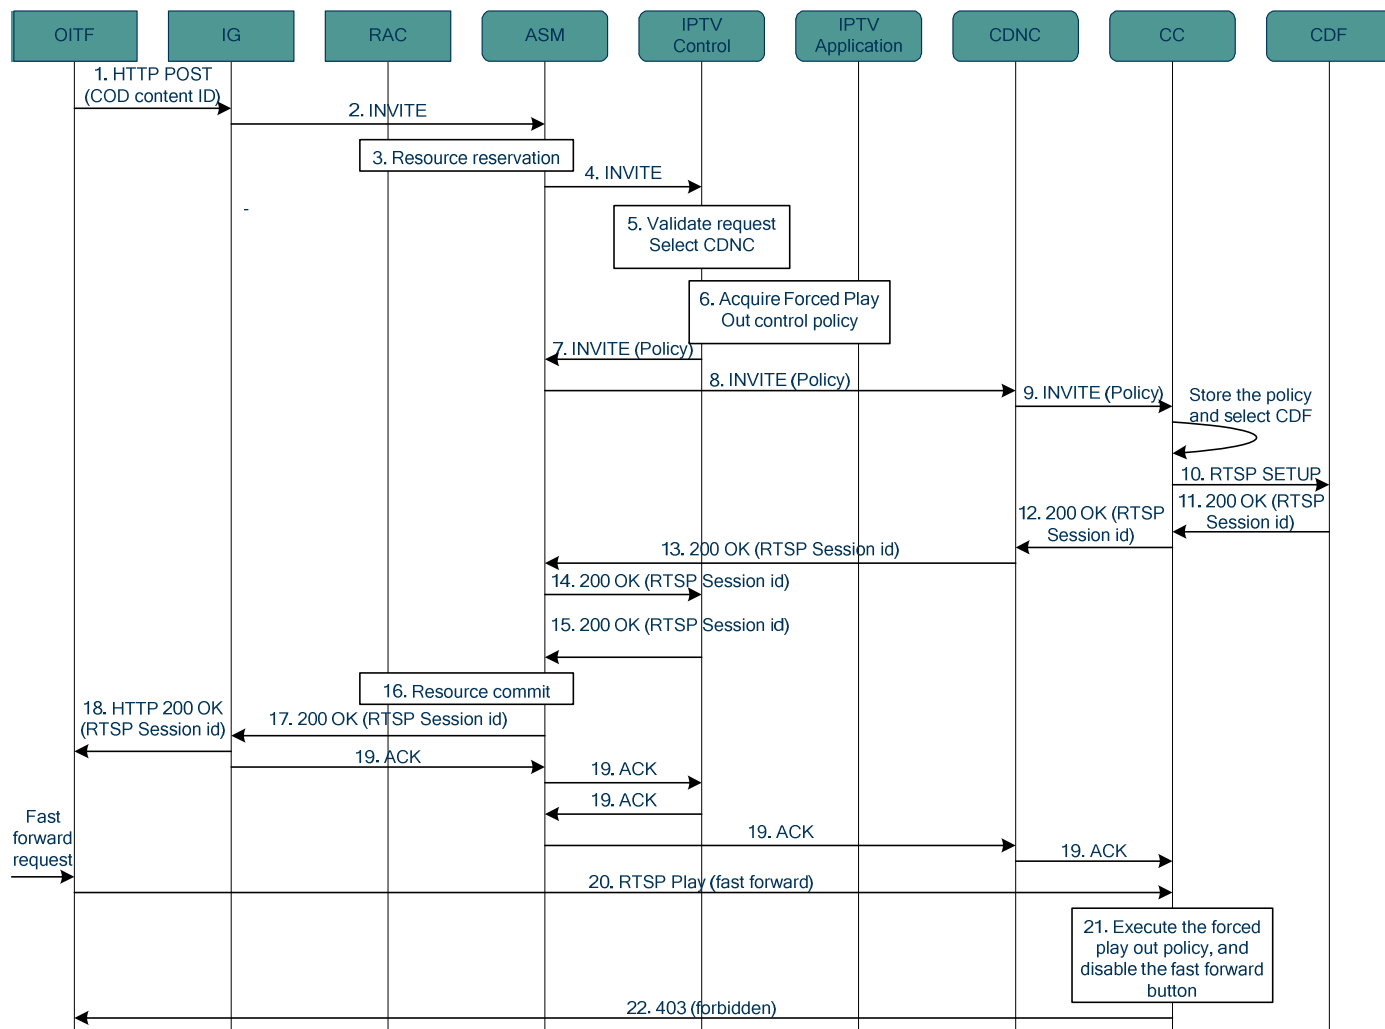 OITF
IG
RAC
ASM
IPTV
Control
IPTV
Application
CDNC
CC
CDF
1. HTTP POST
(COD content ID)
2. INVITE
3. Resource reservation
4. INVITE
5. Validate request
Select CDNC
6. Acquire Forced Play
Out control policy
7. INVITE (Policy)
8. INVITE (Policy)
9. INVITE (Policy)
Store the policy
and select CDF
10. RTSP SETUP
11. 200 OK (RTSP
Session id)
12. 200 OK (RTSP
Session id)
13. 200 OK (RTSP Session id)
14. 200 OK (RTSP Session id)
15. 200 OK (RTSP Session id)
16. Resource commit
17. 200 OK (RTSP Session id)
18. HTTP 200 OK
(RTSP Session id)
19. ACK
19. ACK
19. ACK
19. ACK
19. ACK
Fast
forward
request
20. RTSP Play (fast forward)
21. Execute the forced
play out policy, and
disable the fast forward
button
22. 403 (forbidden)